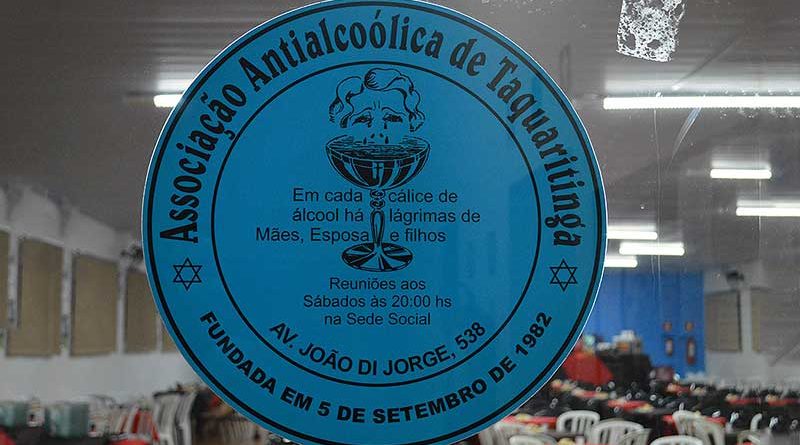 Associação Antialcoólica de Taquaritinga
Em cada cálice de
álcool há lágrimas de
Mães, Esposa e filhos
Reuniões aos
Sábados às 20:00 hs
na Sede Social
AV. JOÃO DI JORGE, 538
FUNDADA EM 5 DE SETEMBRO DE 1982